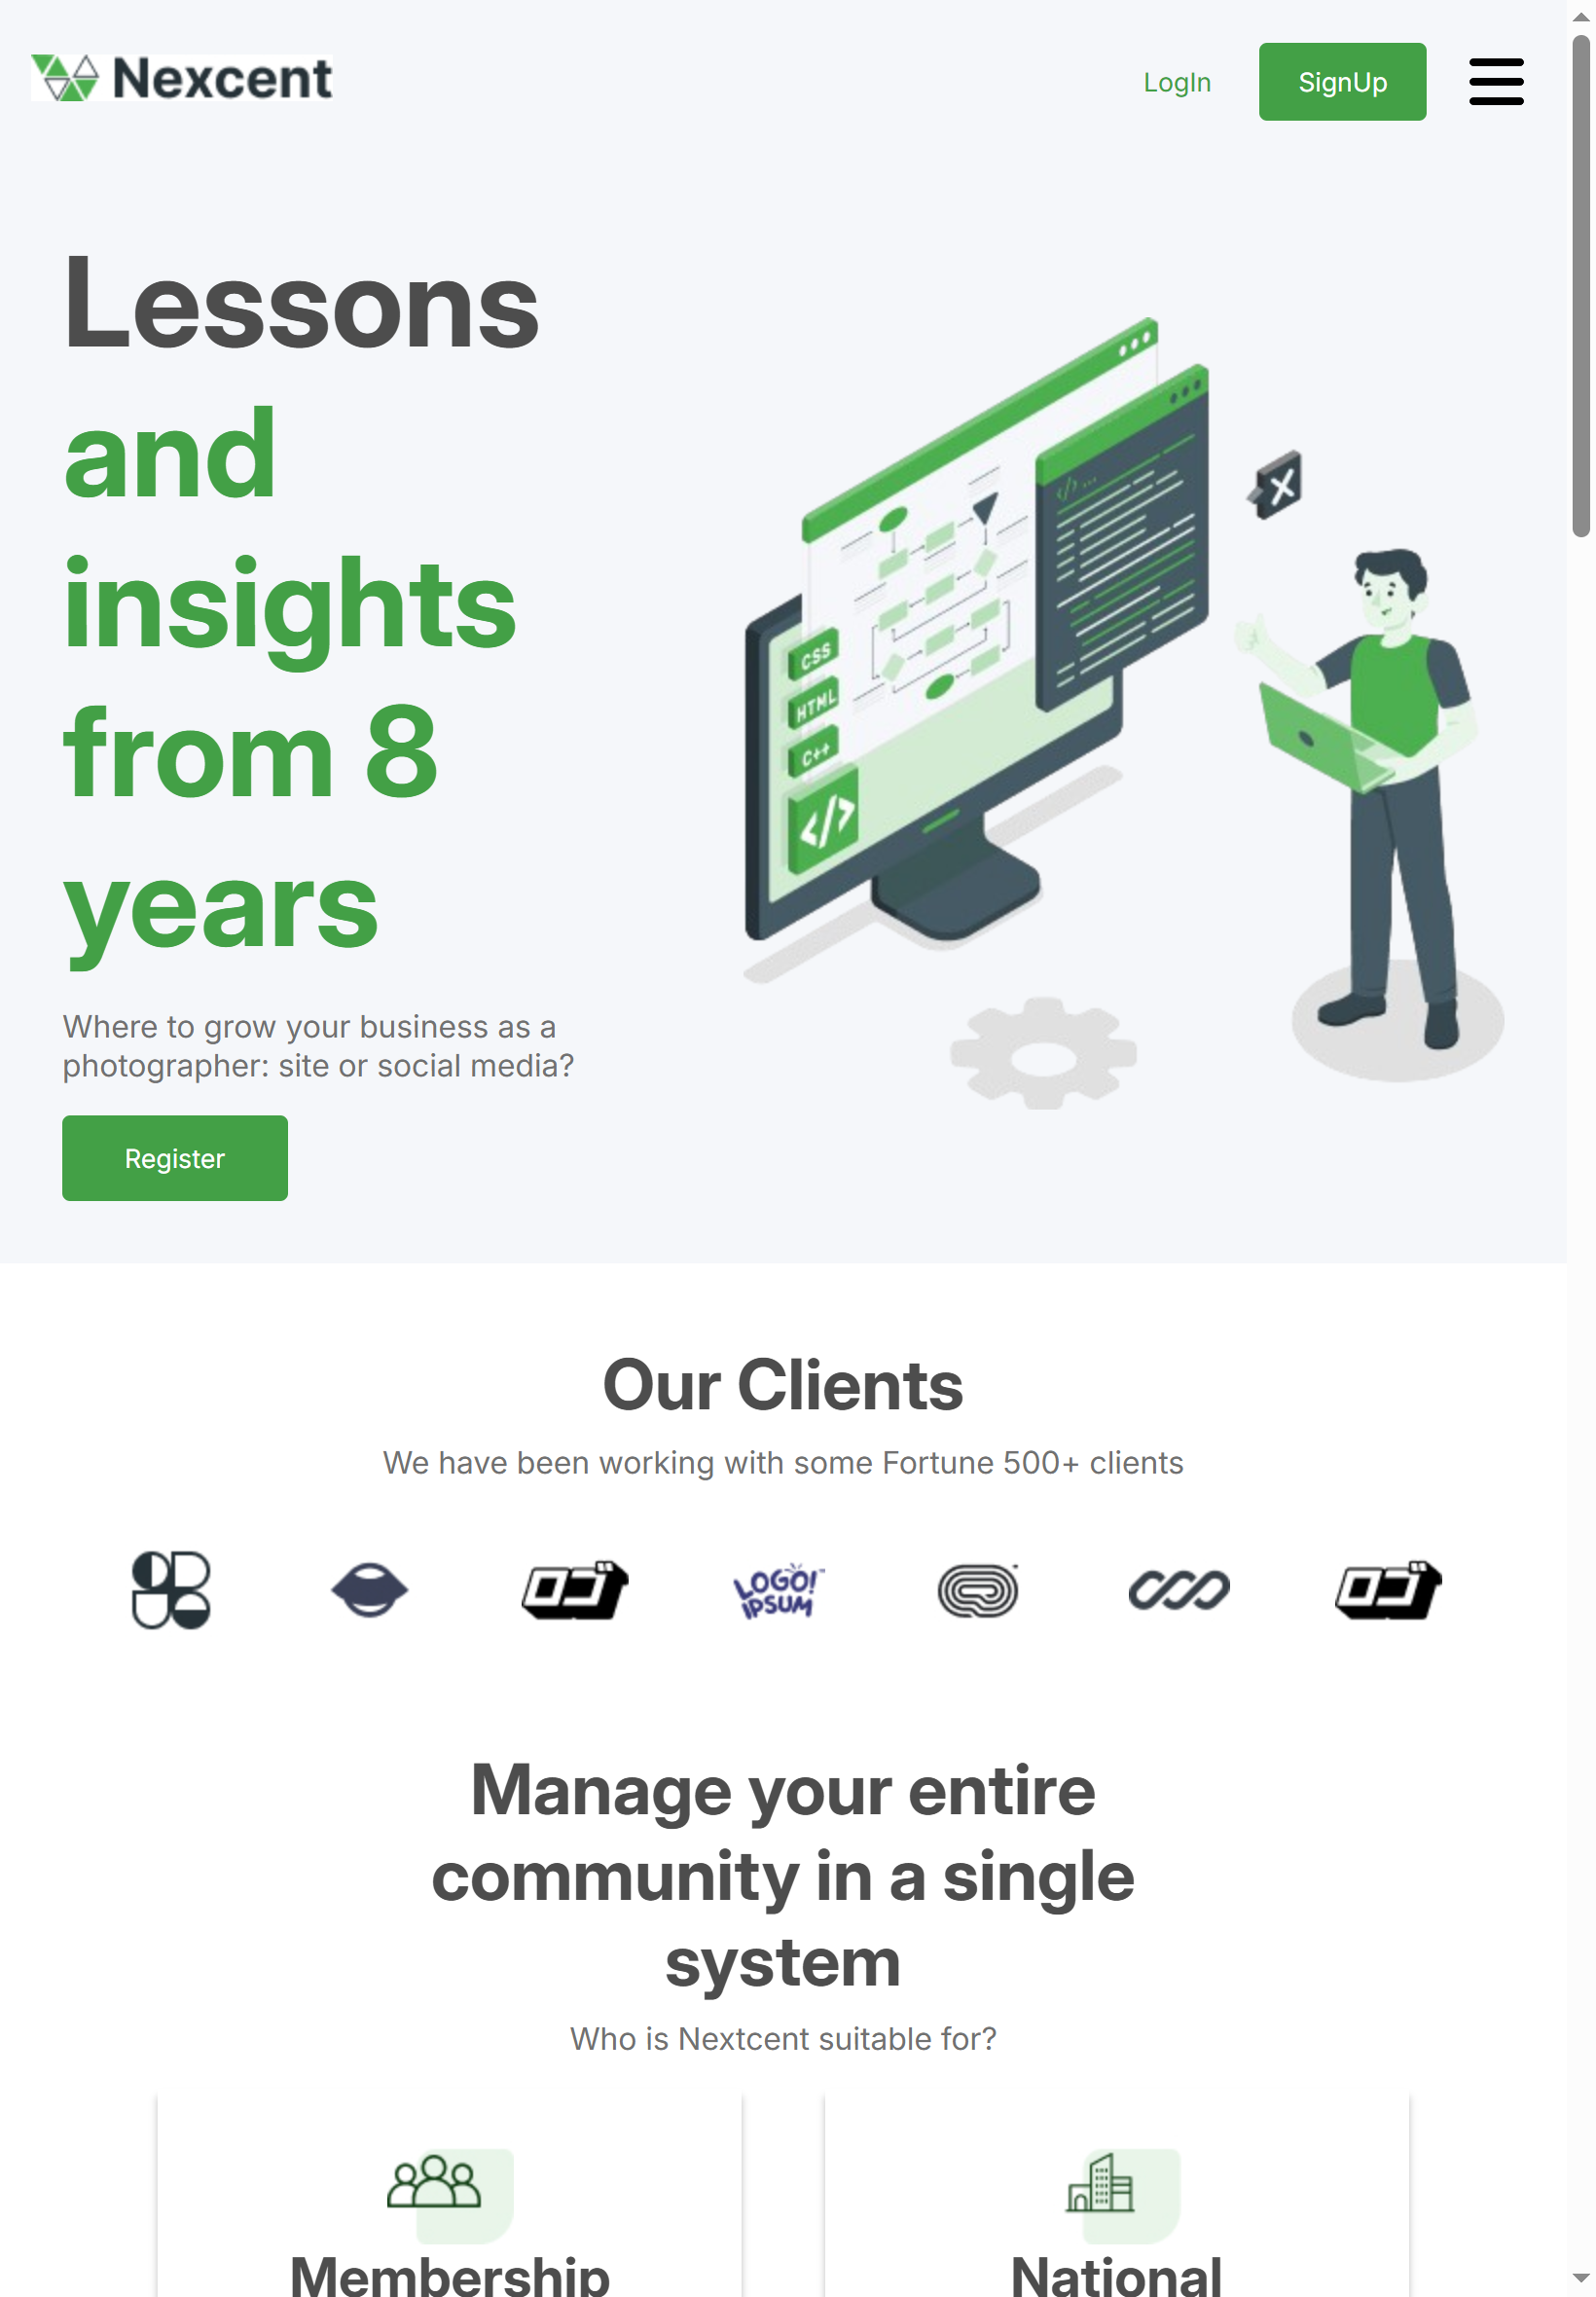 Nexcent
LogIn
SignUp
Lessons
and
insights
from 8
years
CSS
HTML
C++
</>
</> ...
X
Where to grow your business as a
photographer: site or social media?
Register
Our Clients
We have been working with some Fortune 500+ clients
LOGO!
IPSUM
Manage your entire
community in a single
system
Who is Nextcent suitable for?
Membership
National